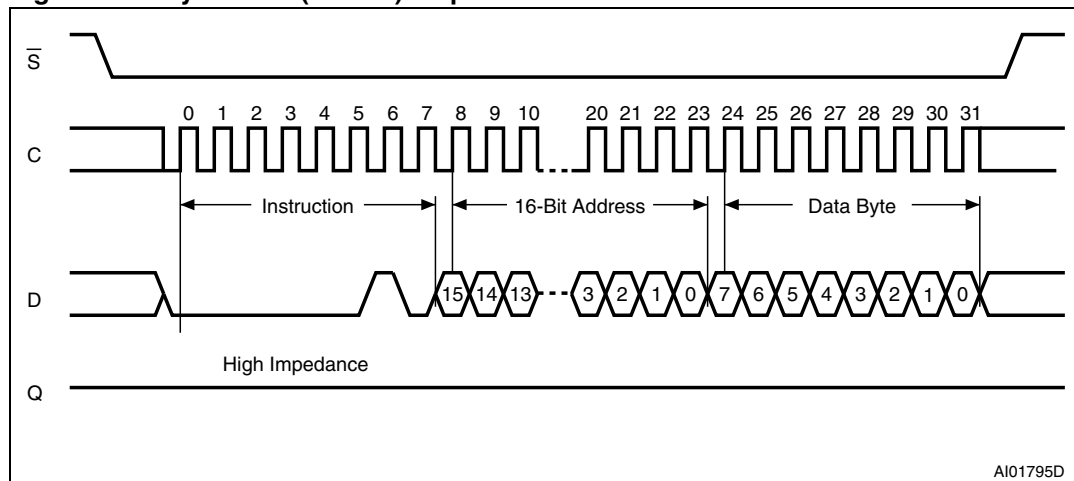 S
0 1 2 3 4 5 6 7 8 9 10 20 21 22 23 24 25 26 27 28 29 30 31
C
Instruction 16-Bit Address Data Byte
D
15 14 13 3 2 1 0 7 6 5 4 3 2 1 0
High Impedance
Q
AI01795D